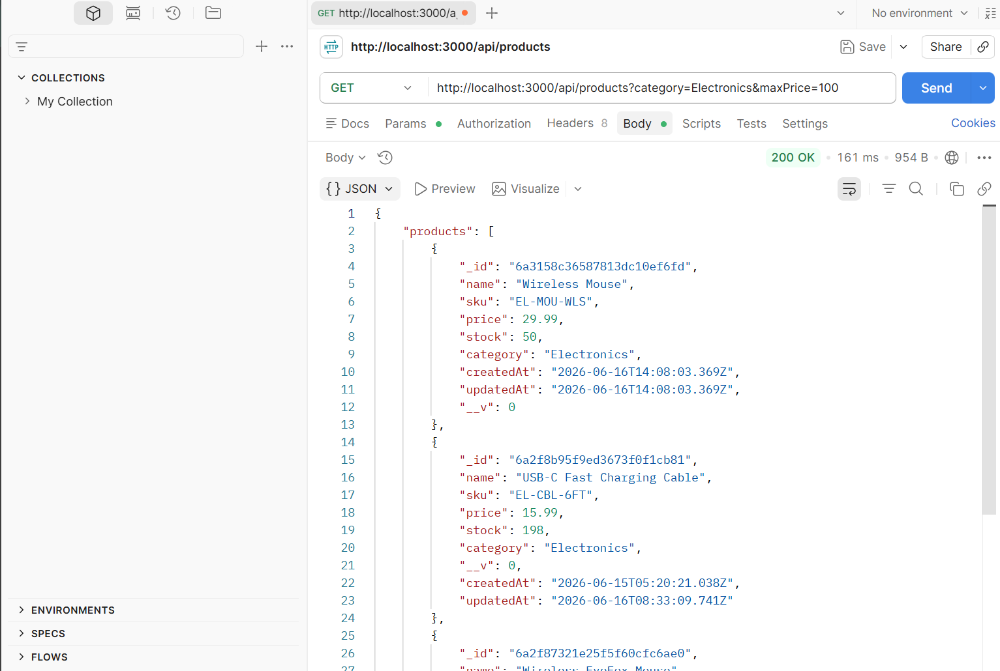 GET http://localhost:3000/a
No environment
HTTP http://localhost:3000/api/products
Save
Share
GET
http://localhost:3000/api/products?category=Electronics&maxPrice=100
Send
Docs Params Authorization Headers 8 Body Scripts Tests Settings
Cookies
COLLECTIONS
My Collection
ENVIRONMENTS
SPECS
FLOWS
Body
200 OK 161 ms 954 B
{} JSON Preview Visualize
1 {
2 "products": [
3 {
4 "_id": "6a3158c36587813dc10ef6fd",
5 "name": "Wireless Mouse",
6 "sku": "EL-MOU-WLS",
7 "price": 29.99,
8 "stock": 50,
9 "category": "Electronics",
10 "createdAt": "2026-06-16T14:08:03.369Z",
11 "updatedAt": "2026-06-16T14:08:03.369Z",
12 "__v": 0
13 },
14 {
15 "_id": "6a2f8b95f9ed3673f0f1cb81",
16 "name": "USB-C Fast Charging Cable",
17 "sku": "EL-CBL-6FT",
18 "price": 15.99,
19 "stock": 198,
20 "category": "Electronics",
21 "__v": 0,
22 "createdAt": "2026-06-15T05:20:21.038Z",
23 "updatedAt": "2026-06-16T08:33:09.741Z"
24 },
25 {
26 "_id": "6a2f87321e25f5f60cfc6ae0",
27 "name": "Wireless EyeFox Mouse"